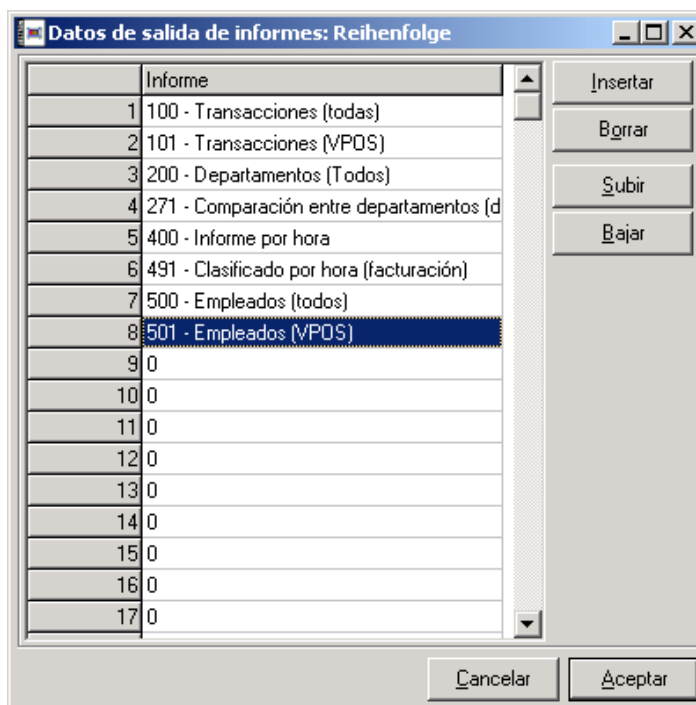 Datos de salida de informes: Reihenfolge
Informe
1 100 - Transacciones (todas)
2 101 - Transacciones (VPOS)
3 200 - Departamentos (Todos)
4 271 - Comparación entre departamentos (d
5 400 - Informe por hora
6 491 - Clasificado por hora (facturación)
7 500 - Empleados (todos)
8 501 - Empleados (VPOS)
9 0
10 0
11 0
12 0
13 0
14 0
15 0
16 0
17 0
Insertar
Borrar
Subir
Bajar
Cancelar
Aceptar